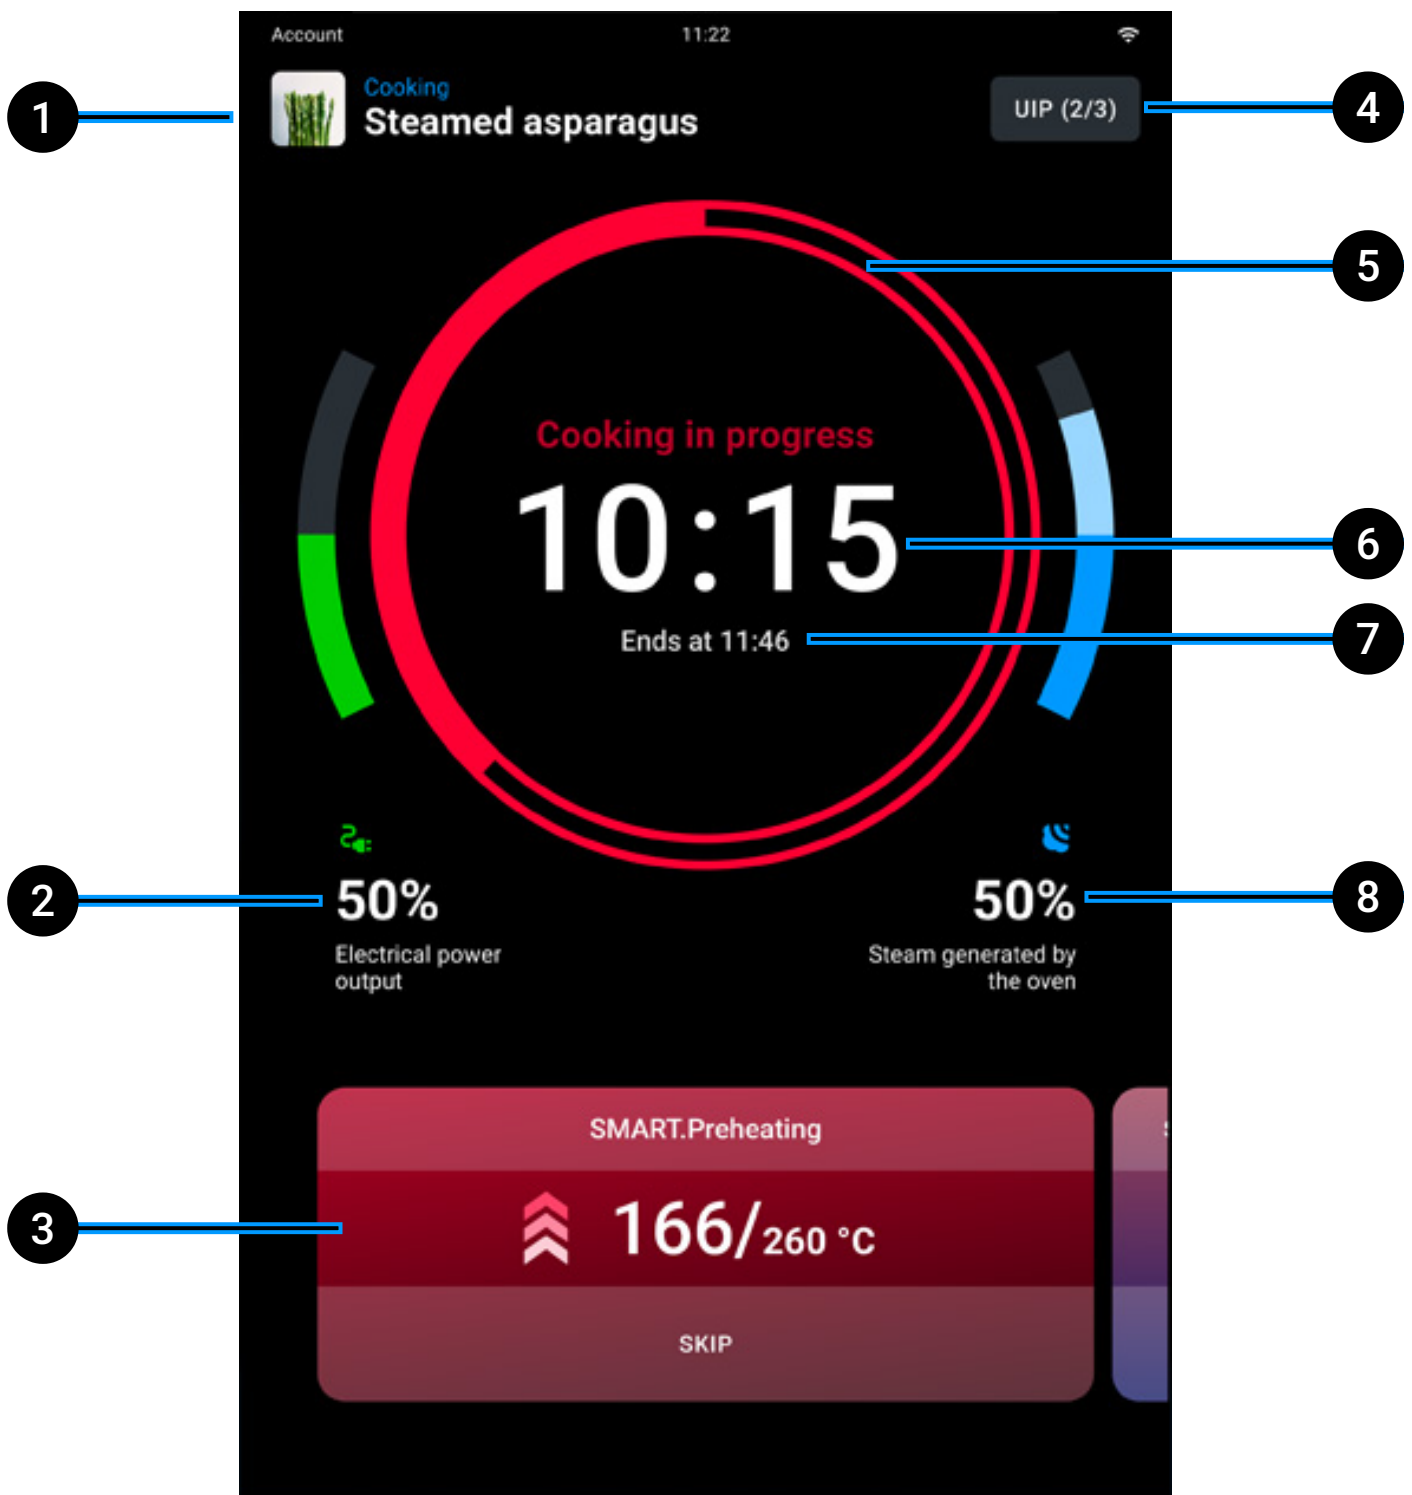 Account
11:22
1
Cooking
Steamed asparagus
UIP (2/3)
4
5
Cooking in progress
10:15
6
Ends at 11:46
7
2
50%
Electrical power
output
50%
8
Steam generated by
the oven
SMART.Preheating
3
166/260 °C
SKIP